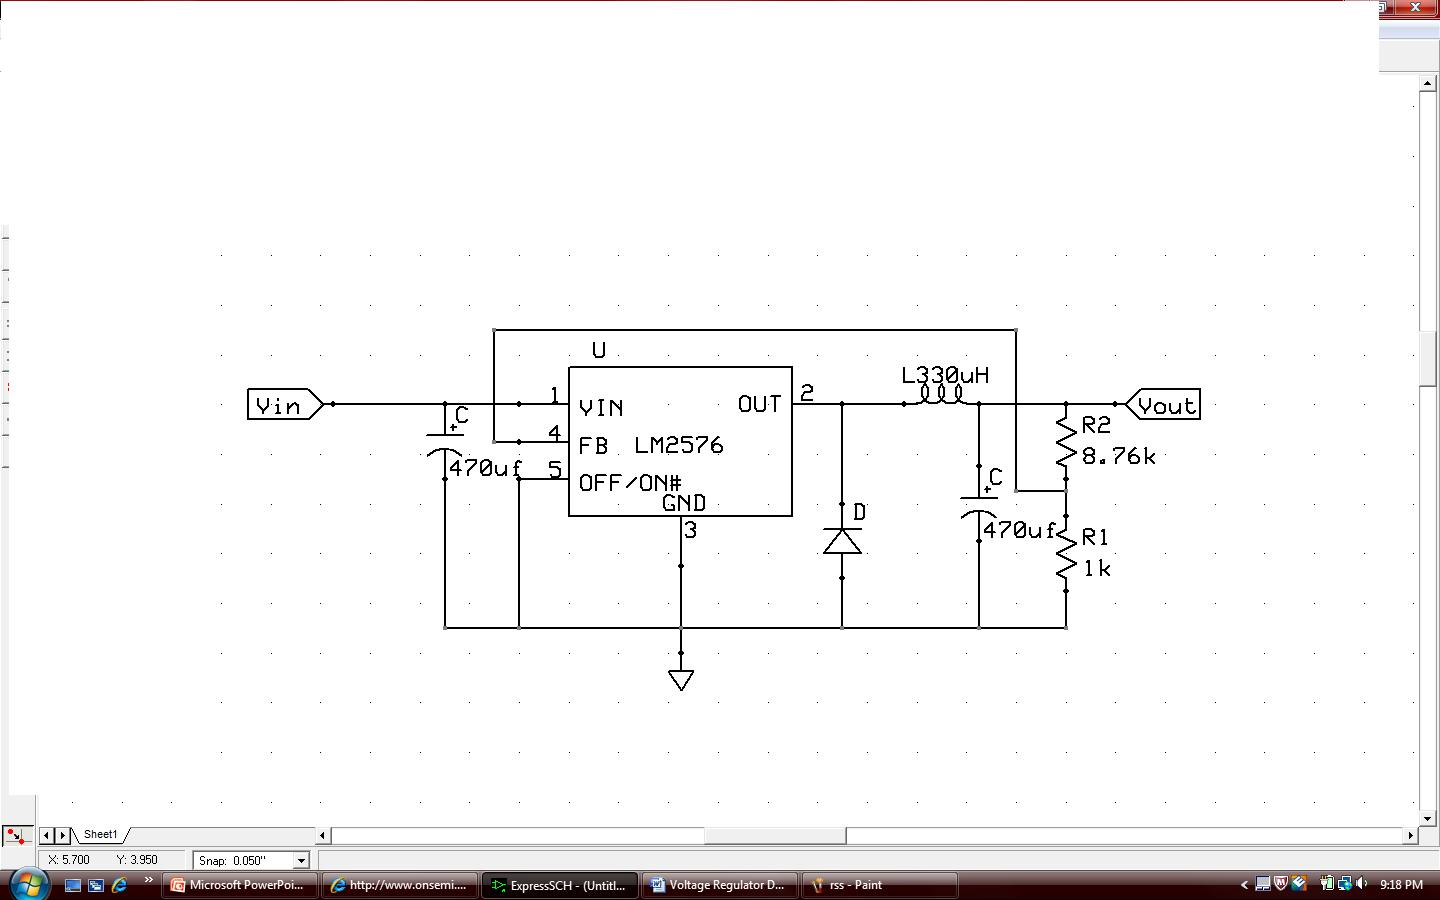 U
L330uH
Vin
C
+
470uf
1
VIN
4
FB
LM2576
5
OFF/ON#
GND
3
OUT
2
D
C
+
470uf
Vout
R2
8.76k
R1
1k
Sheet1
X: 5.700 Y: 3.950 Snap: 0.050"
Microsoft PowerPoi... http://www.onsemi.... ExpressSCH - (Untitl... Voltage Regulator D... rss - Paint 9:18 PM